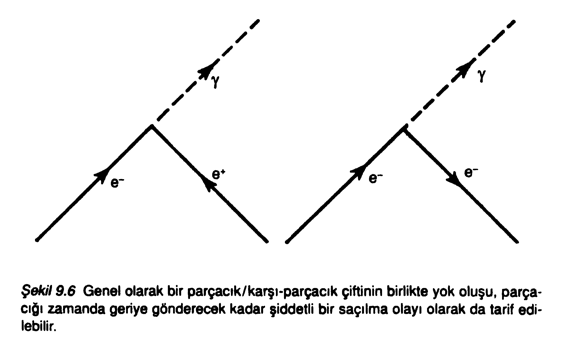 γ
γ
e⁻
e⁺
e⁻
e⁻
Şekil 9.6 Genel olarak bir parçacık/karşı-parçacık çiftinin birlikte yok oluşu, parça-
cığı zamanda geriye gönderecek kadar şiddetli bir saçılma olayı olarak da tarif edi-
lebilir.